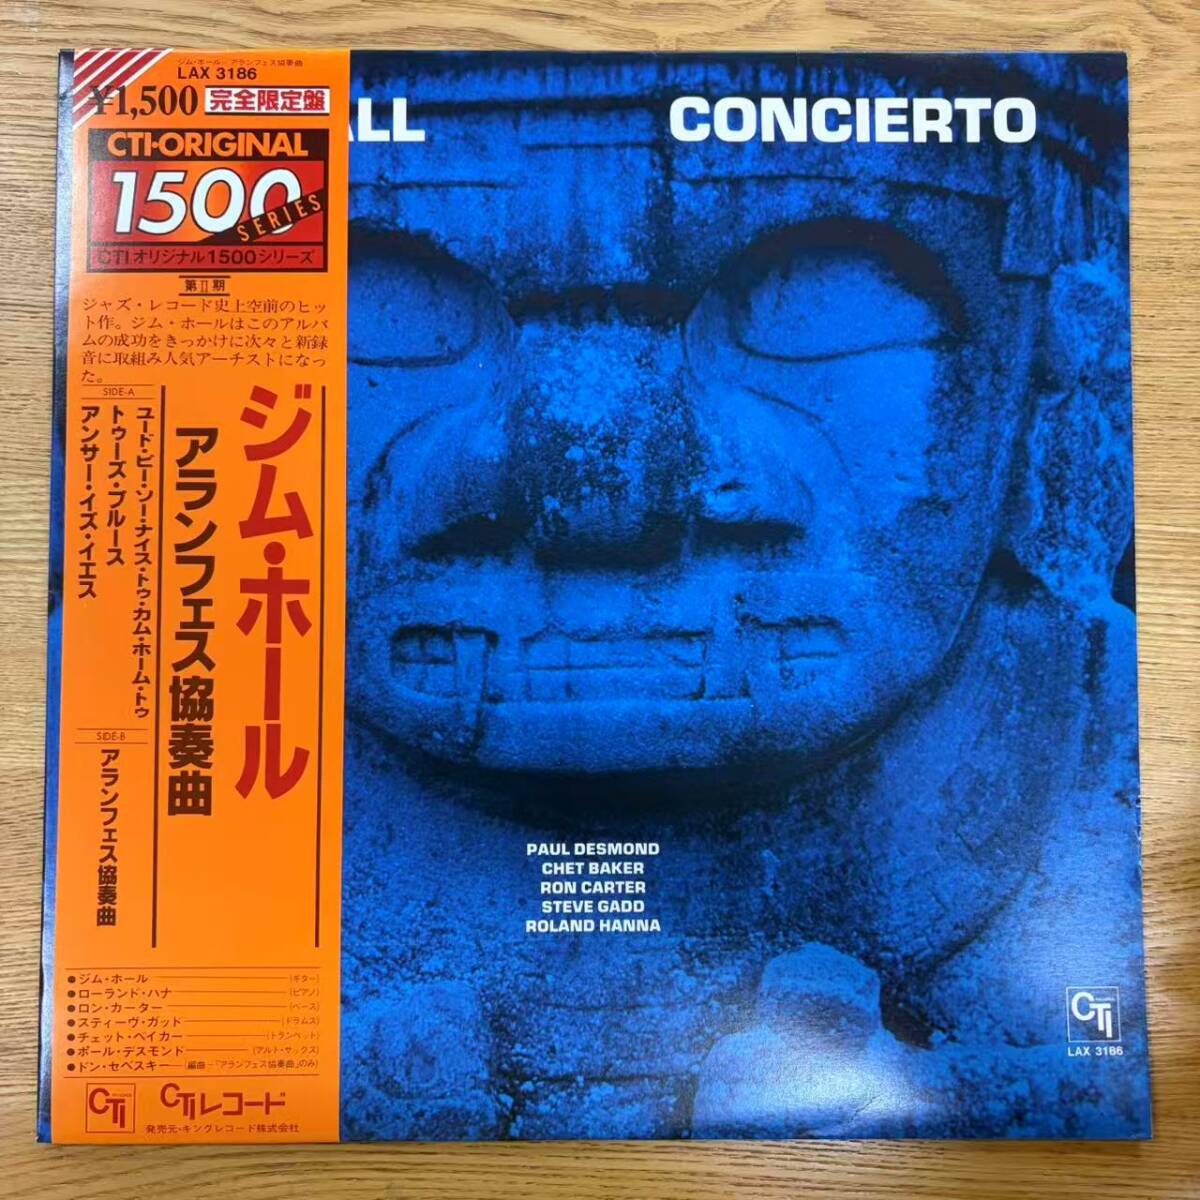 ジム・ホール/アランフェス協奏曲
LAX 3186
¥1,500 完全限定盤
CTI-ORIGINAL
1500
SERIES
CTIオリジナル1500シリーズ
第II期
ジャズ・レコード史上空前のヒッ
ト作。ジム・ホールはこのアルバ
ムの成功をきっかけに次々と新録
音に取組み人気アーチストになっ
た。
ジム・ホール
アランフェス協奏曲
SIDE-A
ユード・ビー・ソー・ナイス・トゥ・カム・ホーム・トゥ
トゥーズ・ブルース
アンサー・イズ・イエス
SIDE-B
アランフェス協奏曲
●ジム・ホール (ギター)
●ローランド・ハナ (ピアノ)
●ロン・カーター (ベース)
●スティーヴ・ガッド (ドラムス)
●チェット・ベイカー (トランペット)
●ポール・デスモンド (アルト・サックス)
●ドン・セベスキー (編曲=「アランフェス協奏曲」のみ)
CTI CTIレコード
発売元・キングレコード株式会社
ALL CONCIERTO
PAUL DESMOND
CHET BAKER
RON CARTER
STEVE GADD
ROLAND HANNA
CTI
LAX 3186